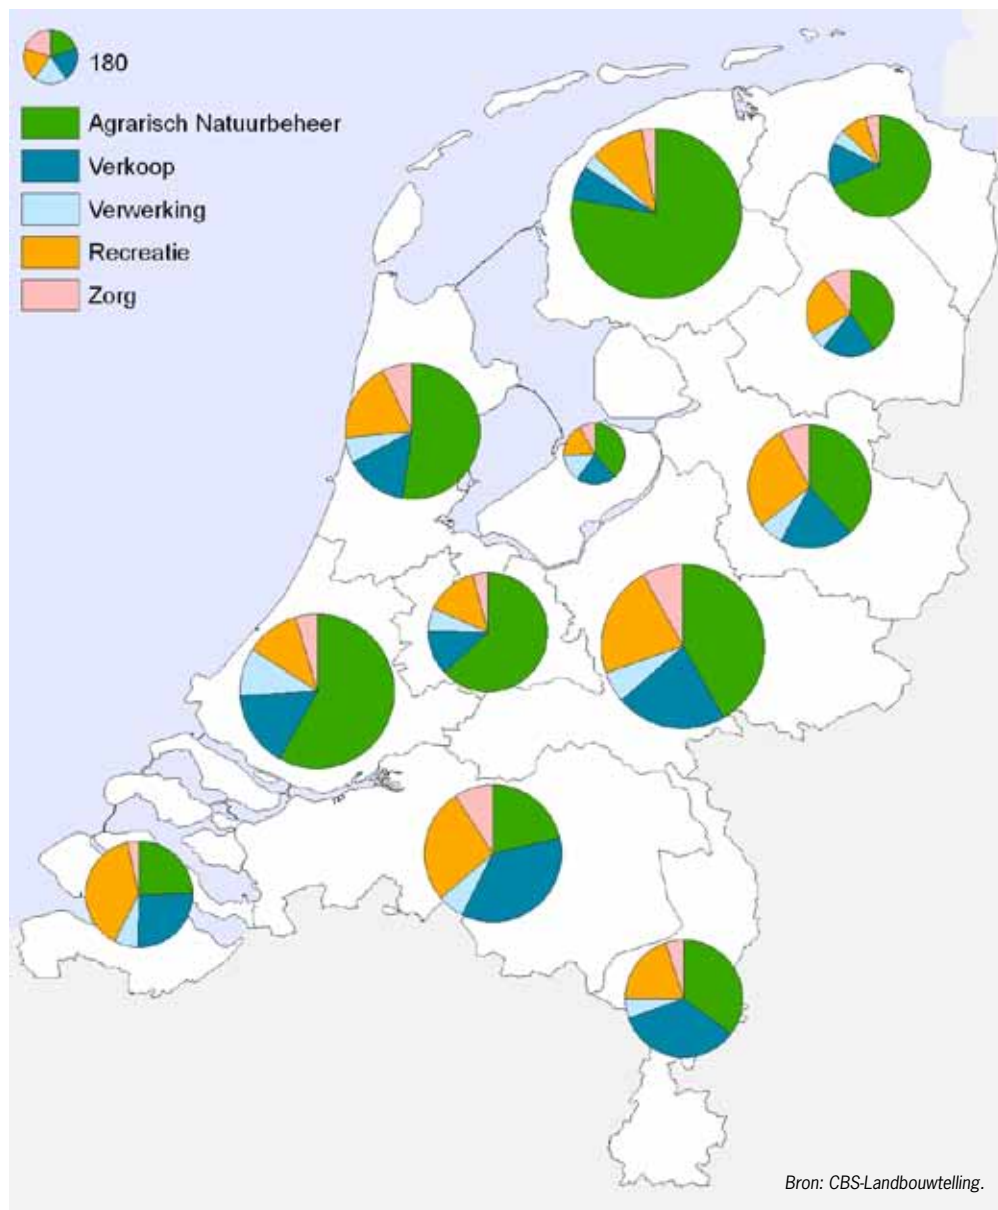 180
Agrarisch Natuurbeheer
Verkoop
Verwerking
Recreatie
Zorg
Bron: CBS-Landbouwtelling.